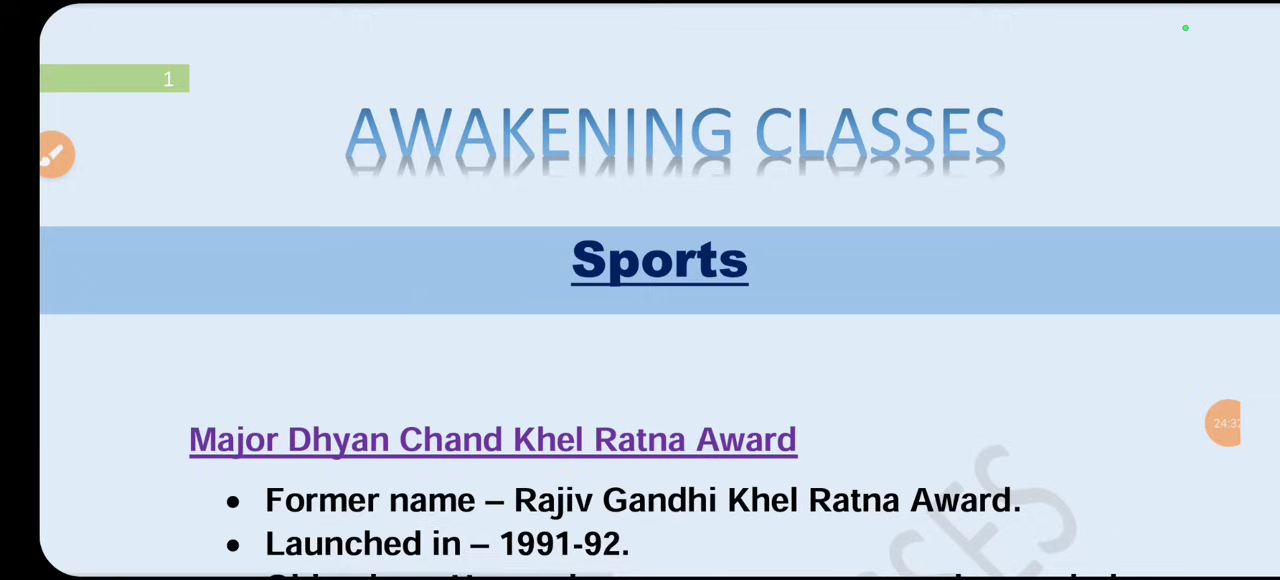 1
AWAKENING CLASSES
Sports
Major Dhyan Chand Khel Ratna Award
• Former name – Rajiv Gandhi Khel Ratna Award.
• Launched in – 1991-92.